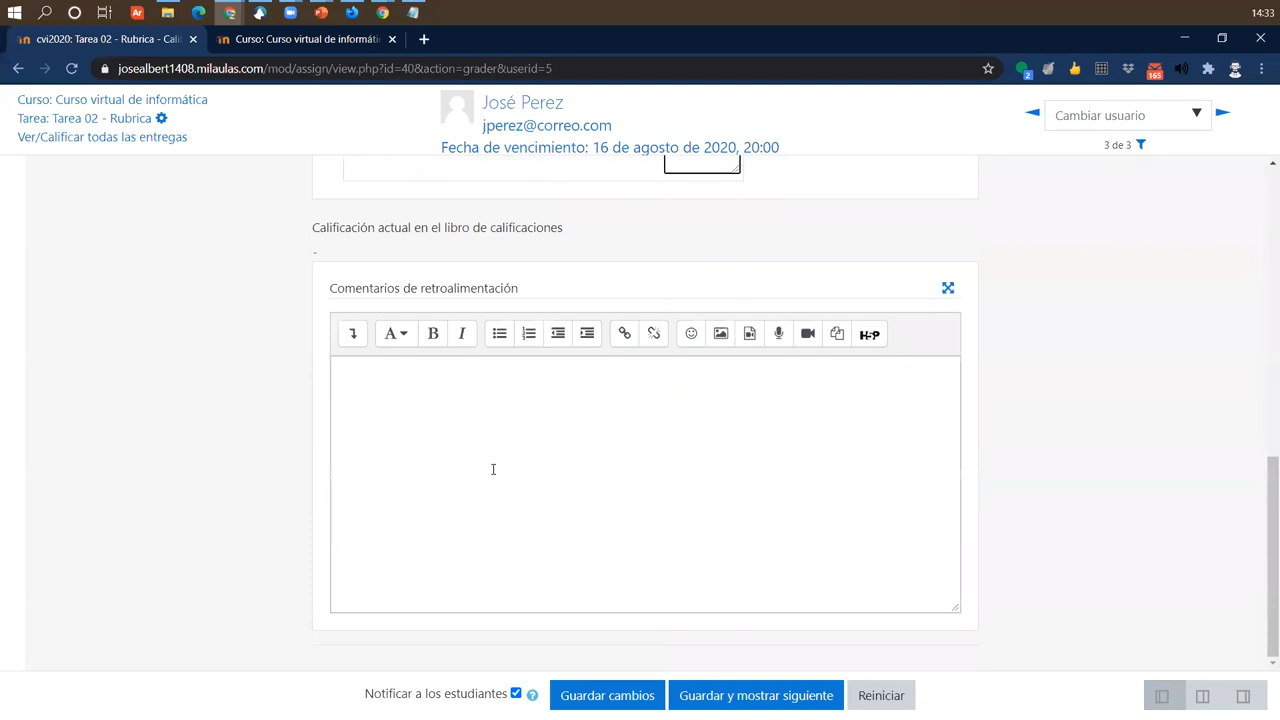 14:33
cvi2020: Tarea 02 - Rubrica - Cali
Curso: Curso virtual de informáti
josealbert1408.milaulas.com/mod/assign/view.php?id=40&action=grader&userid=5
2
165
Curso: Curso virtual de informática
Tarea: Tarea 02 - Rubrica
Ver/Calificar todas las entregas
José Perez
jperez@correo.com
Fecha de vencimiento: 16 de agosto de 2020, 20:00
Cambiar usuario
3 de 3
Calificación actual en el libro de calificaciones
-
Comentarios de retroalimentación
A B I H5P
Notificar a los estudiantes
Guardar cambios
Guardar y mostrar siguiente
Reiniciar